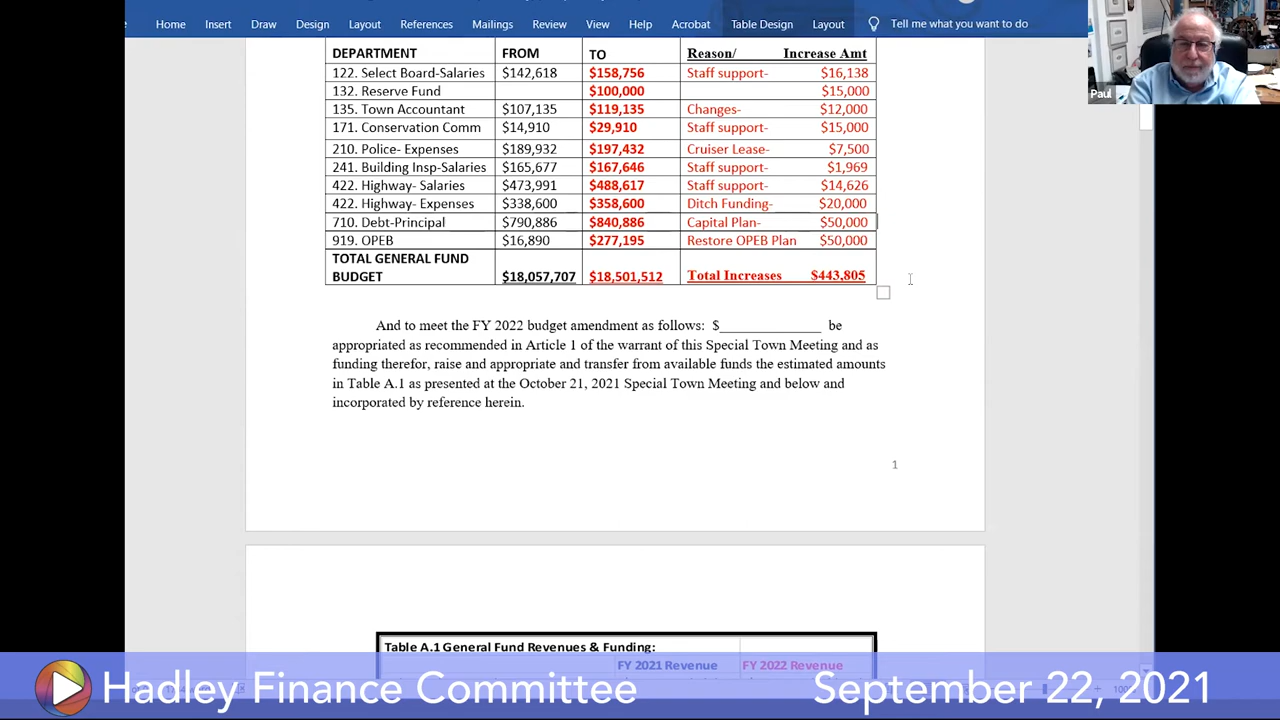 Home Insert Draw Design Layout References Mailings Review View Help Acrobat Table Design Layout Tell me what you want to do
DEPARTMENT FROM TO Reason/ Increase Amt
122. Select Board-Salaries $142,618 $158,756 Staff support- $16,138
132. Reserve Fund $100,000 $15,000
135. Town Accountant $107,135 $119,135 Changes- $12,000
171. Conservation Comm $14,910 $29,910 Staff support- $15,000
210. Police- Expenses $189,932 $197,432 Cruiser Lease- $7,500
241. Building Insp-Salaries $165,677 $167,646 Staff support- $1,969
422. Highway- Salaries $473,991 $488,617 Staff support- $14,626
422. Highway- Expenses $338,600 $358,600 Ditch Funding- $20,000
710. Debt-Principal $790,886 $840,886 Capital Plan- $50,000
919. OPEB $16,890 $277,195 Restore OPEB Plan $50,000
TOTAL GENERAL FUND
BUDGET $18,057,707 $18,501,512 Total Increases $443,805
And to meet the FY 2022 budget amendment as follows: $______________ be
appropriated as recommended in Article 1 of the warrant of this Special Town Meeting and as
funding therefor, raise and appropriate and transfer from available funds the estimated amounts
in Table A.1 as presented at the October 21, 2021 Special Town Meeting and below and
incorporated by reference herein.
1
Table A.1 General Fund Revenues & Funding:
FY 2021 Revenue FY 2022 Revenue
Paul
Hadley Finance Committee September 22, 2021